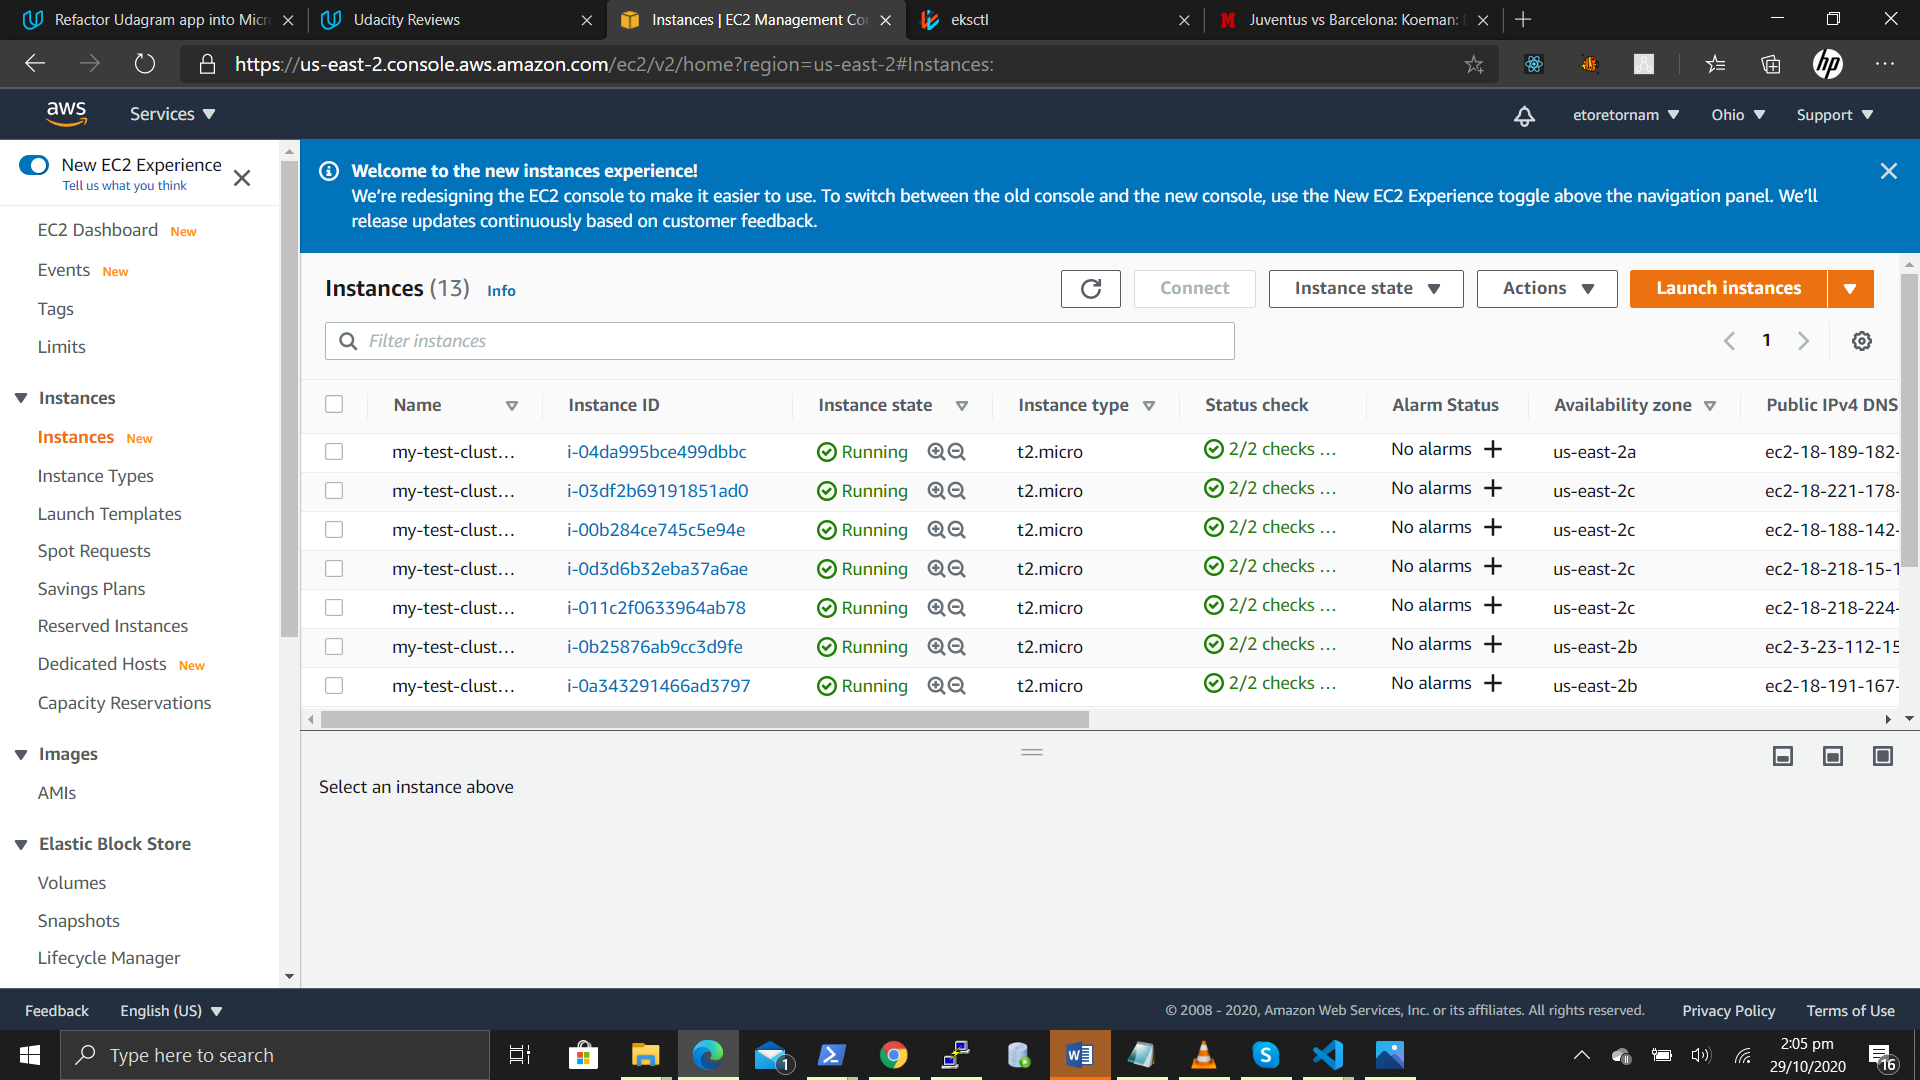 Refactor Udagram app into Micr
Udacity Reviews
Instances | EC2 Management Co
eksctl
Juventus vs Barcelona: Koeman:
https://us-east-2.console.aws.amazon.com/ec2/v2/home?region=us-east-2#Instances:
hp
aws
Services
etoretornam
Ohio
Support
New EC2 Experience
Tell us what you think
EC2 Dashboard New
Events New
Tags
Limits
Instances
Instances New
Instance Types
Launch Templates
Spot Requests
Savings Plans
Reserved Instances
Dedicated Hosts New
Capacity Reservations
Images
AMIs
Elastic Block Store
Volumes
Snapshots
Lifecycle Manager
Welcome to the new instances experience!
We're redesigning the EC2 console to make it easier to use. To switch between the old console and the new console, use the New EC2 Experience toggle above the navigation panel. We'll
release updates continuously based on customer feedback.
Instances (13) Info
Connect
Instance state
Actions
Launch instances
Filter instances
1
Name Instance ID Instance state Instance type Status check Alarm Status Availability zone Public IPv4 DNS
my-test-clust... i-04da995bce499dbbc Running t2.micro 2/2 checks ... No alarms us-east-2a ec2-18-189-182-
my-test-clust... i-03df2b69191851ad0 Running t2.micro 2/2 checks ... No alarms us-east-2c ec2-18-221-178-
my-test-clust... i-00b284ce745c5e94e Running t2.micro 2/2 checks ... No alarms us-east-2c ec2-18-188-142-
my-test-clust... i-0d3d6b32eba37a6ae Running t2.micro 2/2 checks ... No alarms us-east-2c ec2-18-218-15-1
my-test-clust... i-011c2f0633964ab78 Running t2.micro 2/2 checks ... No alarms us-east-2c ec2-18-218-224-
my-test-clust... i-0b25876ab9cc3d9fe Running t2.micro 2/2 checks ... No alarms us-east-2b ec2-3-23-112-15
my-test-clust... i-0a343291466ad3797 Running t2.micro 2/2 checks ... No alarms us-east-2b ec2-18-191-167-
Select an instance above
Feedback
English (US)
© 2008 - 2020, Amazon Web Services, Inc. or its affiliates. All rights reserved.
Privacy Policy
Terms of Use
Type here to search
1
2:05 pm
29/10/2020
16